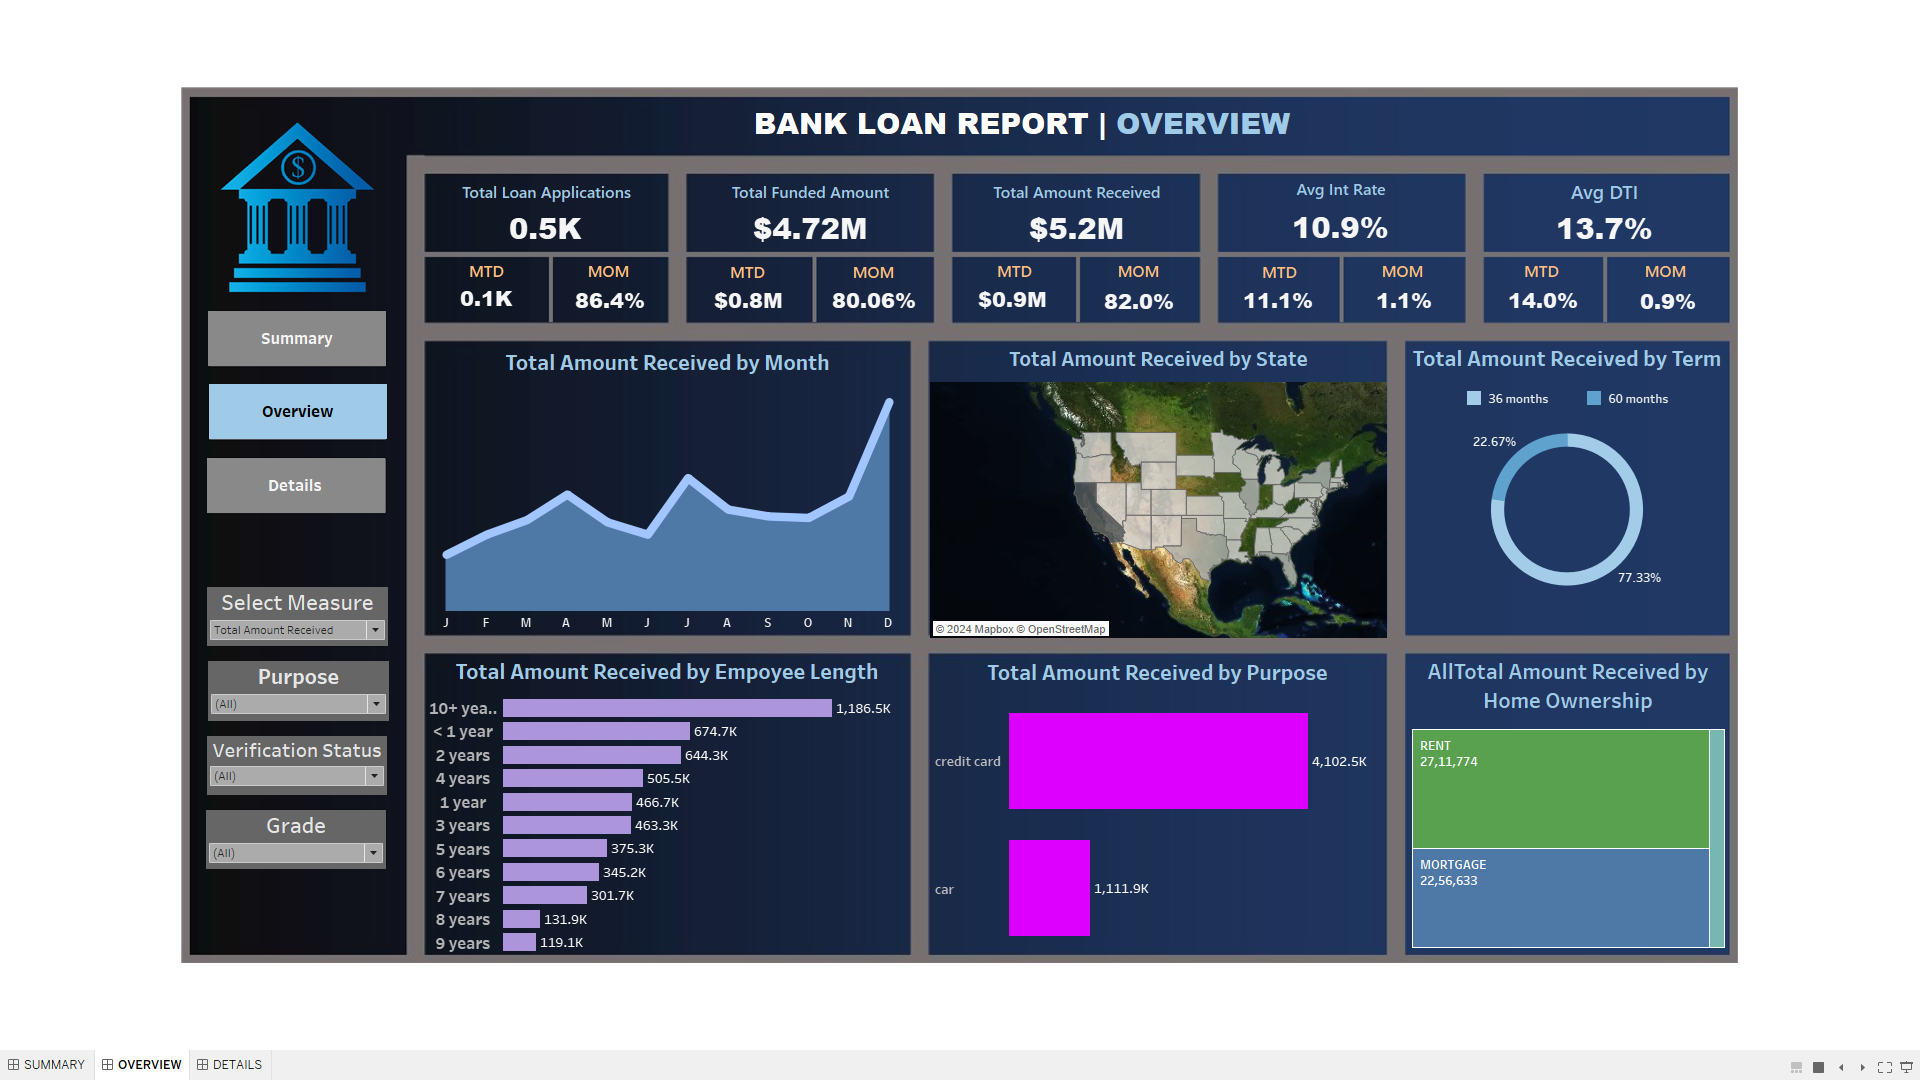 BANK LOAN REPORT | OVERVIEW
$
Summary
Overview
Details
Select Measure
Total Amount Received
Purpose
(All)
Verification Status
(All)
Grade
(All)
Total Loan Applications
0.5K
MTD
0.1K
MOM
86.4%
Total Funded Amount
$4.72M
MTD
$0.8M
MOM
80.06%
Total Amount Received
$5.2M
MTD
$0.9M
MOM
82.0%
Avg Int Rate
10.9%
MTD
11.1%
MOM
1.1%
Avg DTI
13.7%
MTD
14.0%
MOM
0.9%
Total Amount Received by Month
J F M A M J J A S O N D
Total Amount Received by State
© 2024 Mapbox © OpenStreetMap
Total Amount Received by Term
36 months
60 months
22.67%
77.33%
Total Amount Received by Empoyee Length
10+ yea.. 1,186.5K
< 1 year 674.7K
2 years 644.3K
4 years 505.5K
1 year 466.7K
3 years 463.3K
5 years 375.3K
6 years 345.2K
7 years 301.7K
8 years 131.9K
9 years 119.1K
Total Amount Received by Purpose
credit card 4,102.5K
car 1,111.9K
AllTotal Amount Received by
Home Ownership
RENT
27,11,774
MORTGAGE
22,56,633
SUMMARY
OVERVIEW
DETAILS